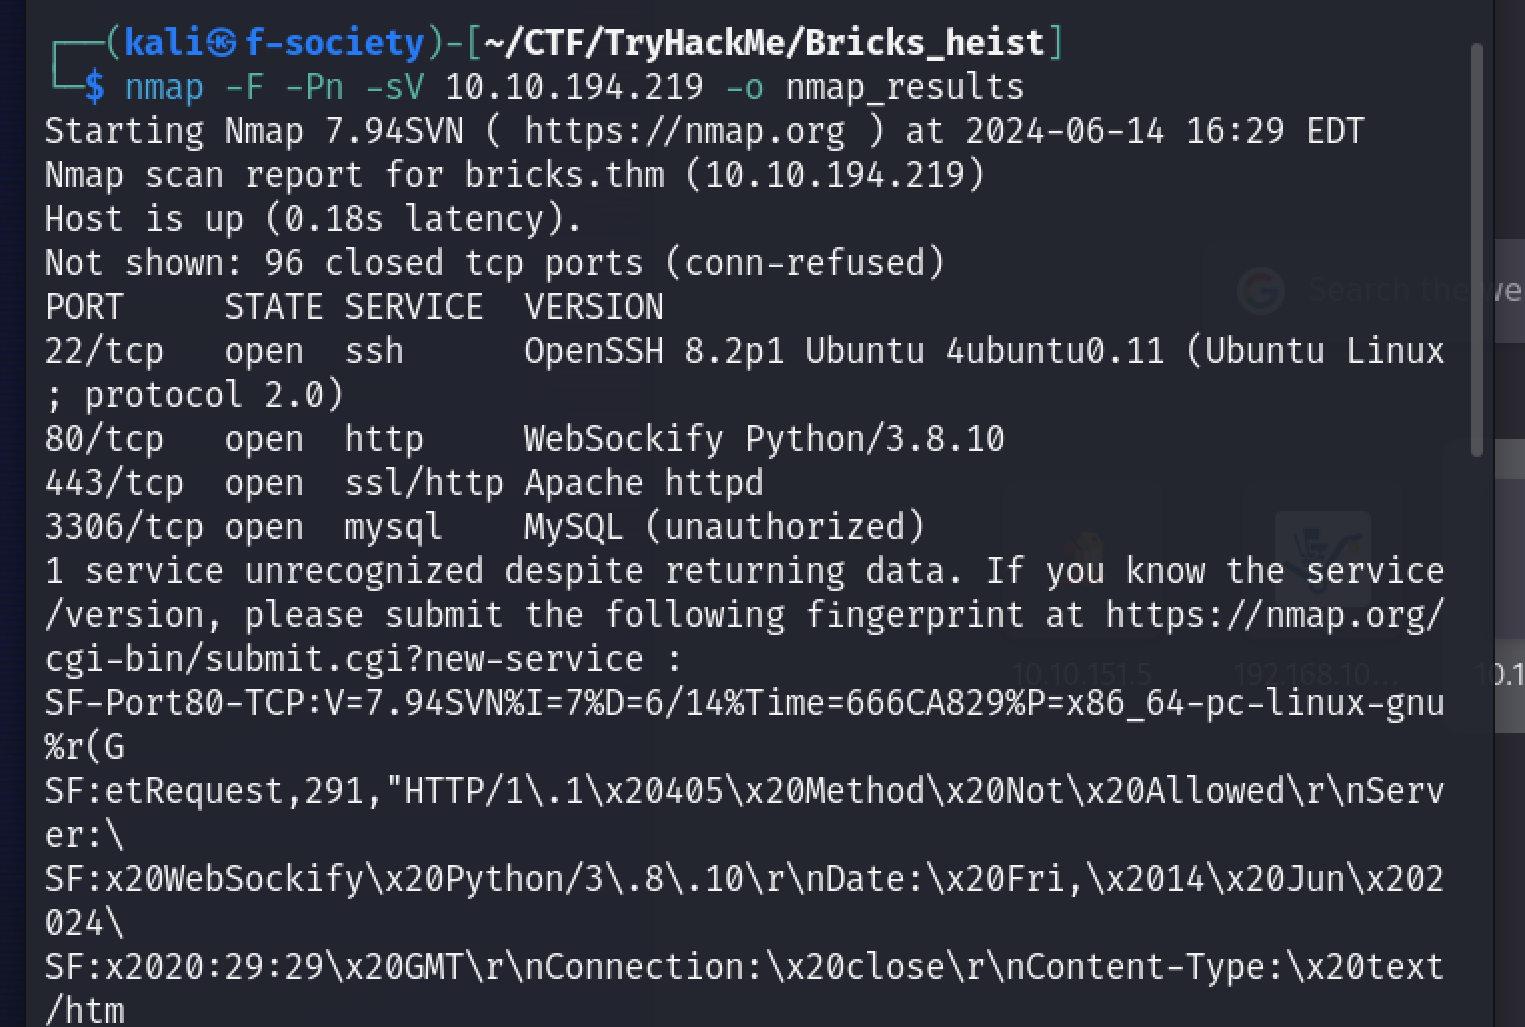 ┌──(kali㉿f-society)-[~/CTF/TryHackMe/Bricks_heist]
└─$ nmap -F -Pn -sV 10.10.194.219 -o nmap_results
Starting Nmap 7.94SVN ( https://nmap.org ) at 2024-06-14 16:29 EDT
Nmap scan report for bricks.thm (10.10.194.219)
Host is up (0.18s latency).
Not shown: 96 closed tcp ports (conn-refused)
PORT     STATE SERVICE  VERSION
22/tcp   open  ssh      OpenSSH 8.2p1 Ubuntu 4ubuntu0.11 (Ubuntu Linux
; protocol 2.0)
80/tcp   open  http     WebSockify Python/3.8.10
443/tcp  open  ssl/http Apache httpd
3306/tcp open  mysql    MySQL (unauthorized)
1 service unrecognized despite returning data. If you know the service
/version, please submit the following fingerprint at https://nmap.org/
cgi-bin/submit.cgi?new-service :
SF-Port80-TCP:V=7.94SVN%I=7%D=6/14%Time=666CA829%P=x86_64-pc-linux-gnu
%r(G
SF:etRequest,291,"HTTP/1\.1\x20405\x20Method\x20Not\x20Allowed\r\nServ
er:\
SF:x20WebSockify\x20Python/3\.8\.10\r\nDate:\x20Fri,\x2014\x20Jun\x202
024\
SF:x2020:29:29\x20GMT\r\nConnection:\x20close\r\nContent-Type:\x20text
/htm
Search the we
10.10.151.5
192.168.10...
10.1